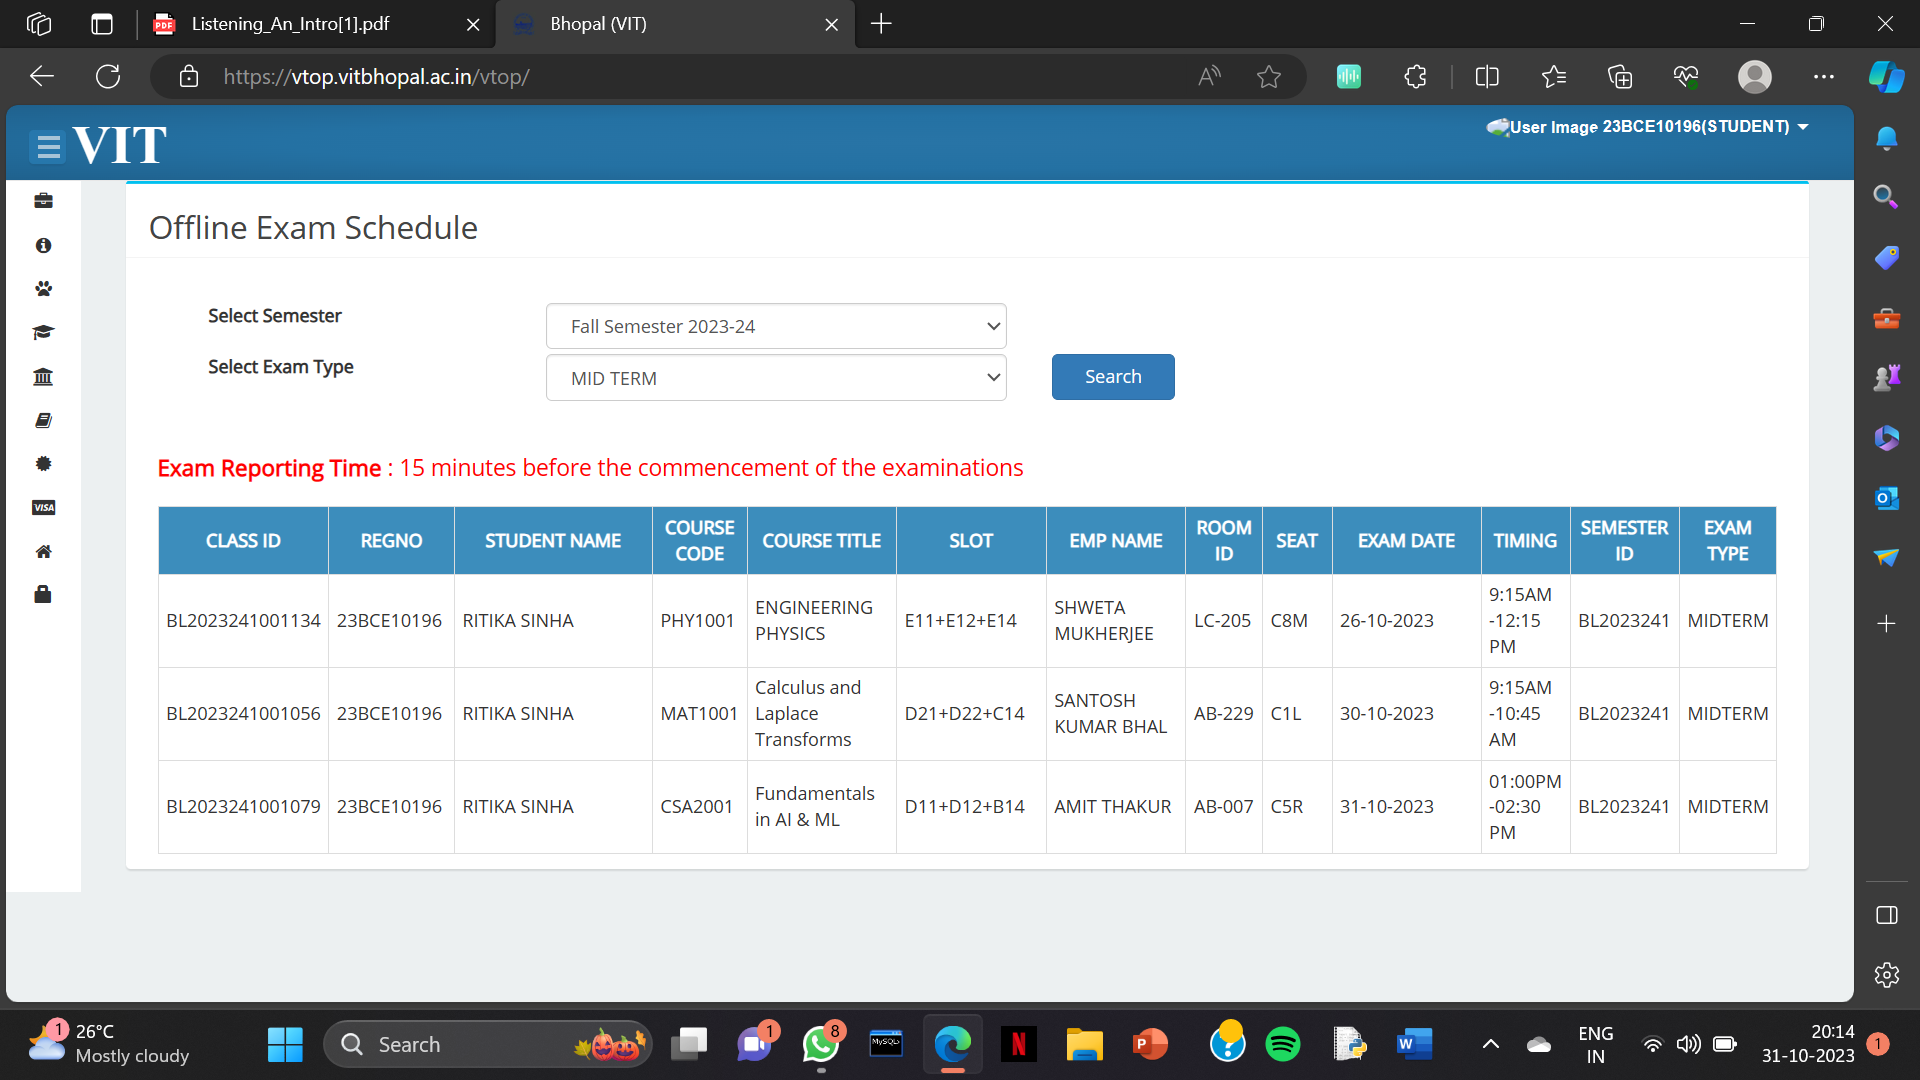 Listening_An_Intro[1].pdf
Bhopal (VIT)
https://vtop.vitbhopal.ac.in/vtop/
VIT
User Image 23BCE10196(STUDENT)
Offline Exam Schedule
Select Semester
Fall Semester 2023-24
Select Exam Type
MID TERM
Search
Exam Reporting Time : 15 minutes before the commencement of the examinations
CLASS ID REGNO STUDENT NAME COURSE CODE COURSE TITLE SLOT EMP NAME ROOM ID SEAT EXAM DATE TIMING SEMESTER ID EXAM TYPE
BL2023241001134 23BCE10196 RITIKA SINHA PHY1001 ENGINEERING PHYSICS E11+E12+E14 SHWETA MUKHERJEE LC-205 C8M 26-10-2023 9:15AM -12:15 PM BL2023241 MIDTERM
BL2023241001056 23BCE10196 RITIKA SINHA MAT1001 Calculus and Laplace Transforms D21+D22+C14 SANTOSH KUMAR BHAL AB-229 C1L 30-10-2023 9:15AM -10:45 AM BL2023241 MIDTERM
BL2023241001079 23BCE10196 RITIKA SINHA CSA2001 Fundamentals in AI & ML D11+D12+B14 AMIT THAKUR AB-007 C5R 31-10-2023 01:00PM -02:30 PM BL2023241 MIDTERM
VISA
1
26°C
Mostly cloudy
Search
1
8
MySQL>
N
P
W
ENG
IN
20:14
31-10-2023
1